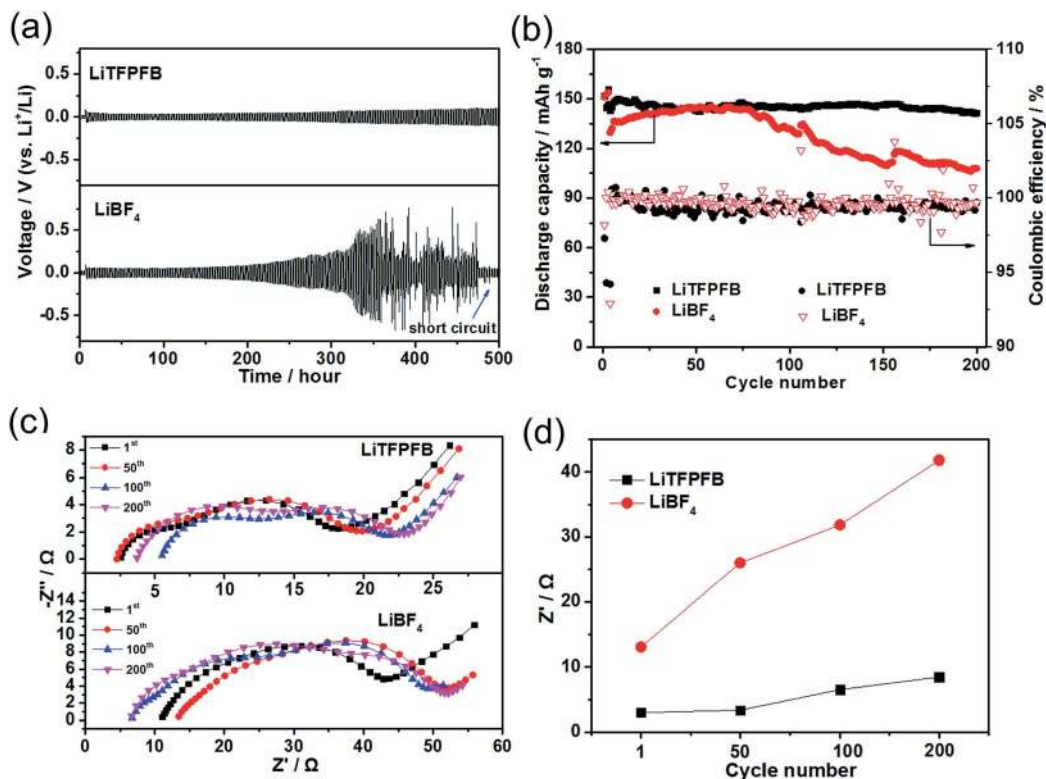 (a)
0.5
0.0
-0.5
LiTFPFB
0.5
0.0
-0.5
LiBF4
short circuit
0 100 200 300 400 500
Time / hour
Voltage / V (vs. Li+/Li)
(b)
180
150
120
90
60
30
0
Discharge capacity / mAh g-1
110
105
100
95
90
Coulombic efficiency / %
LiTFPFB LiTFPFB
LiBF4 LiBF4
0 50 100 150 200
Cycle number
(c)
-8
6
4
2
0
1st
50th
100th
200th
LiTFPFB
5 10 15 20 25
-Z'' / Ω
14
12
10
8
6
4
2
0
1st
50th
100th
200th
LiBF4
0 10 20 30 40 50 60
Z' / Ω
(d)
40
30
20
10
0
Z' / Ω
LiTFPFB
LiBF4
1 50 100 200
Cycle number